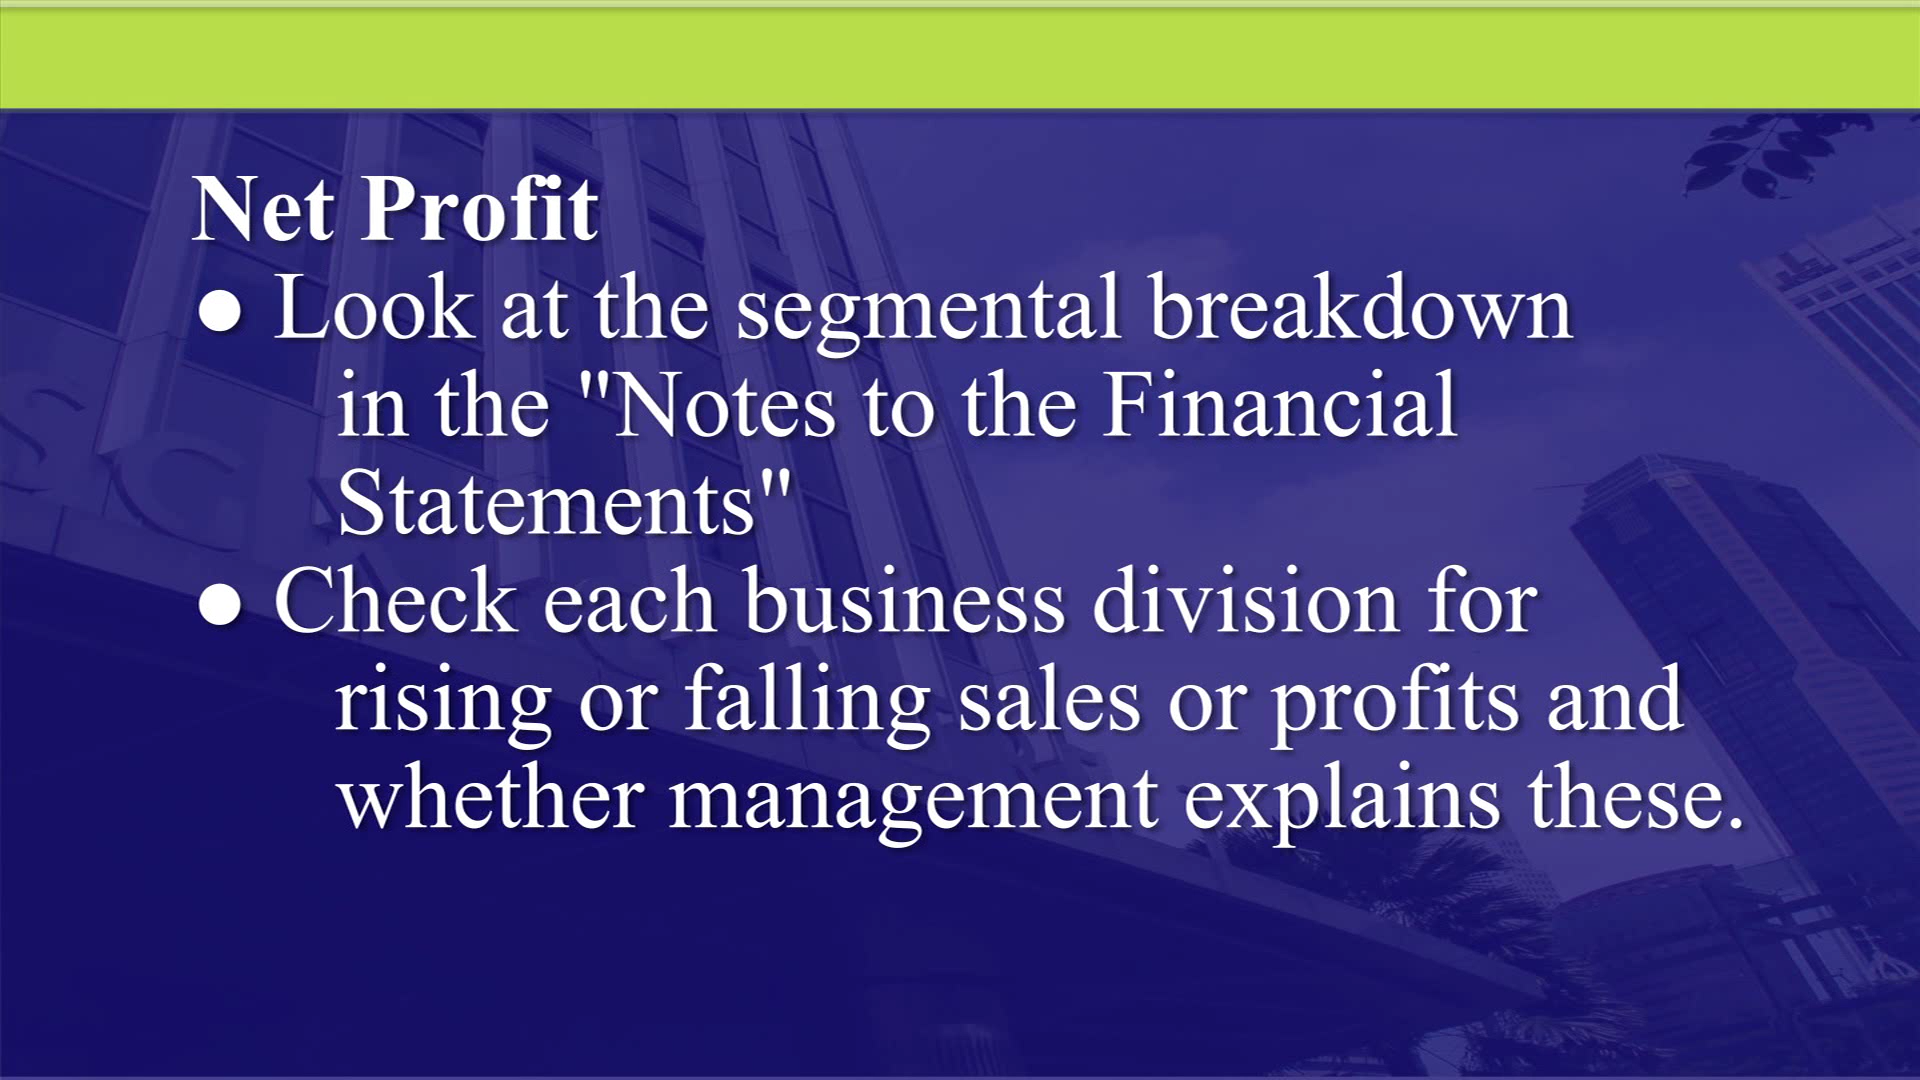 Net Profit
● Look at the segmental breakdown
in the "Notes to the Financial
Statements"
● Check each business division for
rising or falling sales or profits and
whether management explains these.